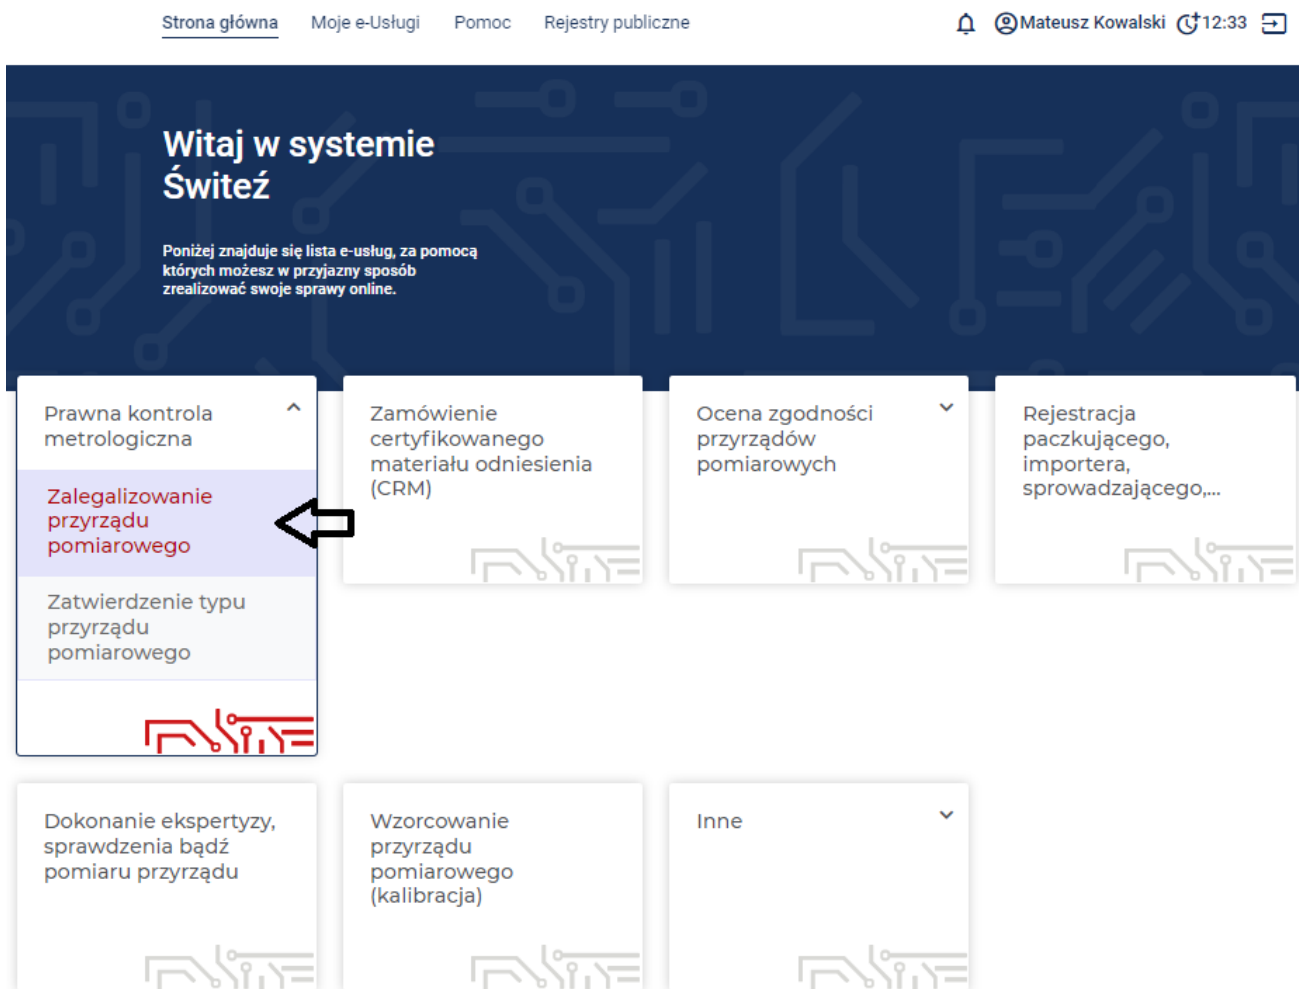 Strona główna
Moje e-Usługi
Pomoc
Rejestry publiczne
Mateusz Kowalski
12:33
Witaj w systemie
Świteź
Poniżej znajduje się lista e-usług, za pomocą
których możesz w przyjazny sposób
zrealizować swoje sprawy online.
Prawna kontrola
metrologiczna
Zalegalizowanie
przyrządu
pomiarowego
Zatwierdzenie typu
przyrządu
pomiarowego
Zamówienie
certyfikowanego
materiału odniesienia
(CRM)
Ocena zgodności
przyrządów
pomiarowych
Rejestracja
paczkującego,
importera,
sprowadzającego,...
Dokonanie ekspertyzy,
sprawdzenia bądź
pomiaru przyrządu
Wzorcowanie
przyrządu
pomiarowego
(kalibracja)
Inne